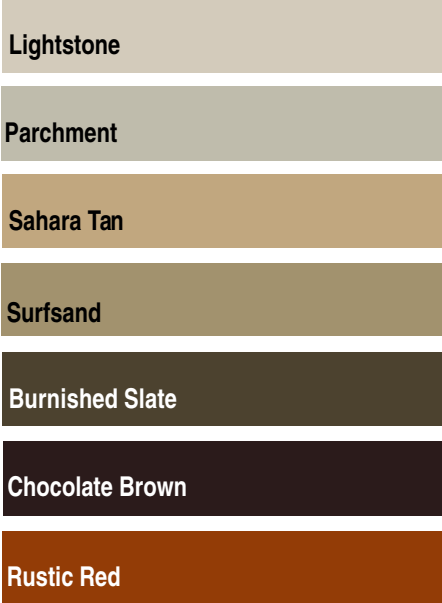 Lightstone
Parchment
Sahara Tan
Surfsand
Burnished Slate
Chocolate Brown
Rustic Red